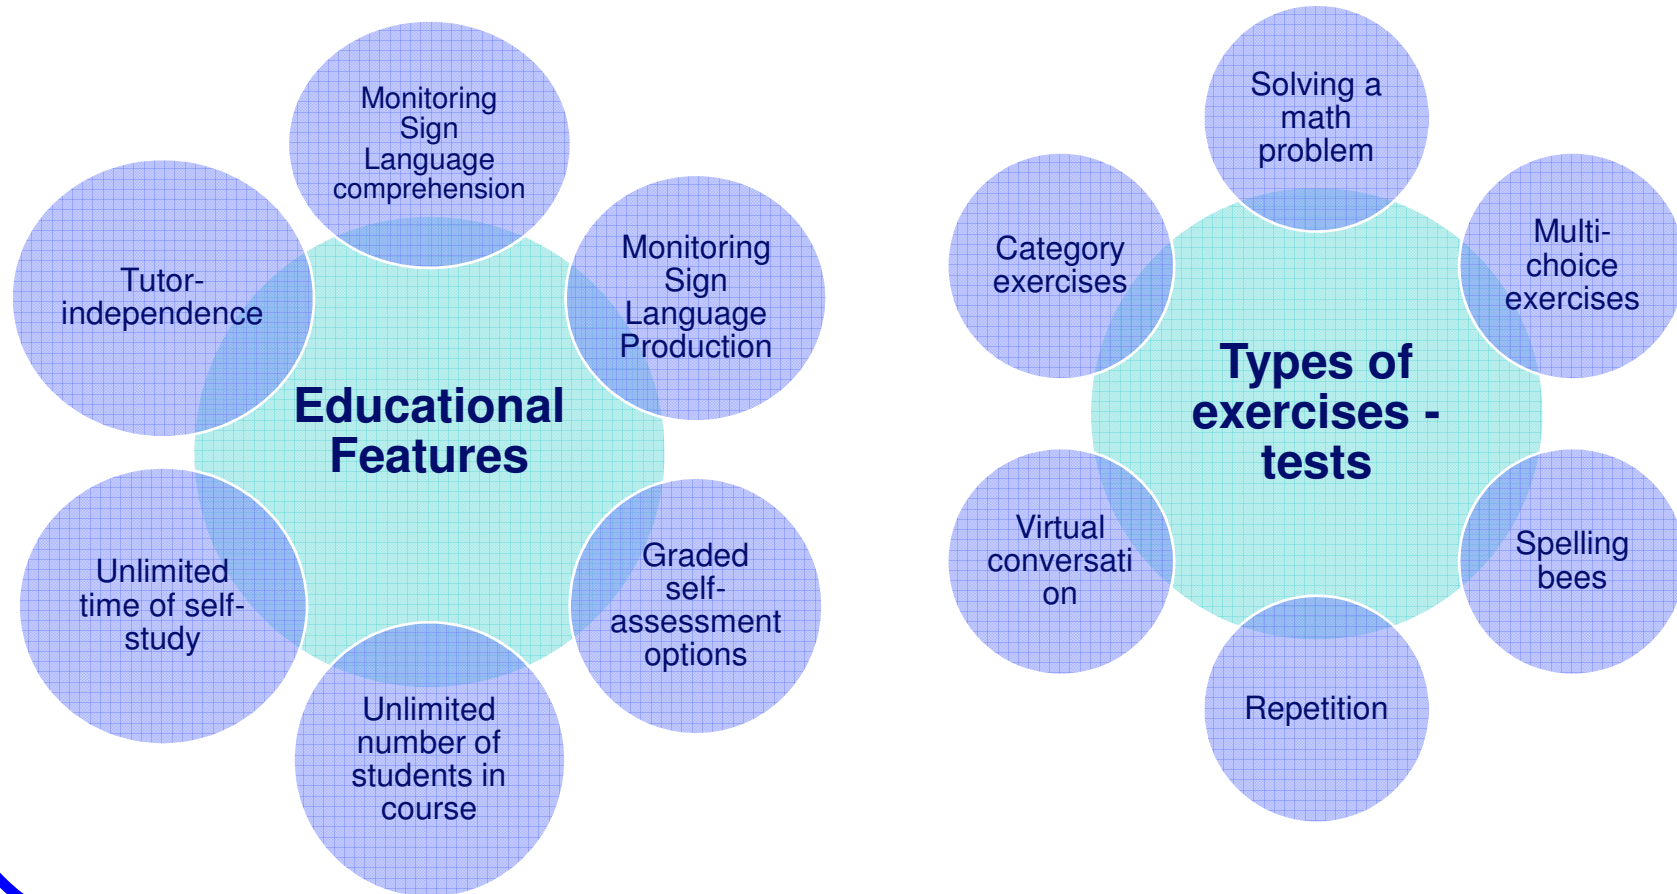 Monitoring
Sign
Language
comprehension
Monitoring
Sign
Language
Production
Graded
self-
assessment
options
Unlimited
number of
students in
course
Unlimited
time of self-
study
Tutor-
independence
Educational
Features
Solving a
math
problem
Multi-
choice
exercises
Spelling
bees
Repetition
Virtual
conversati
on
Category
exercises
Types of
exercises -
tests